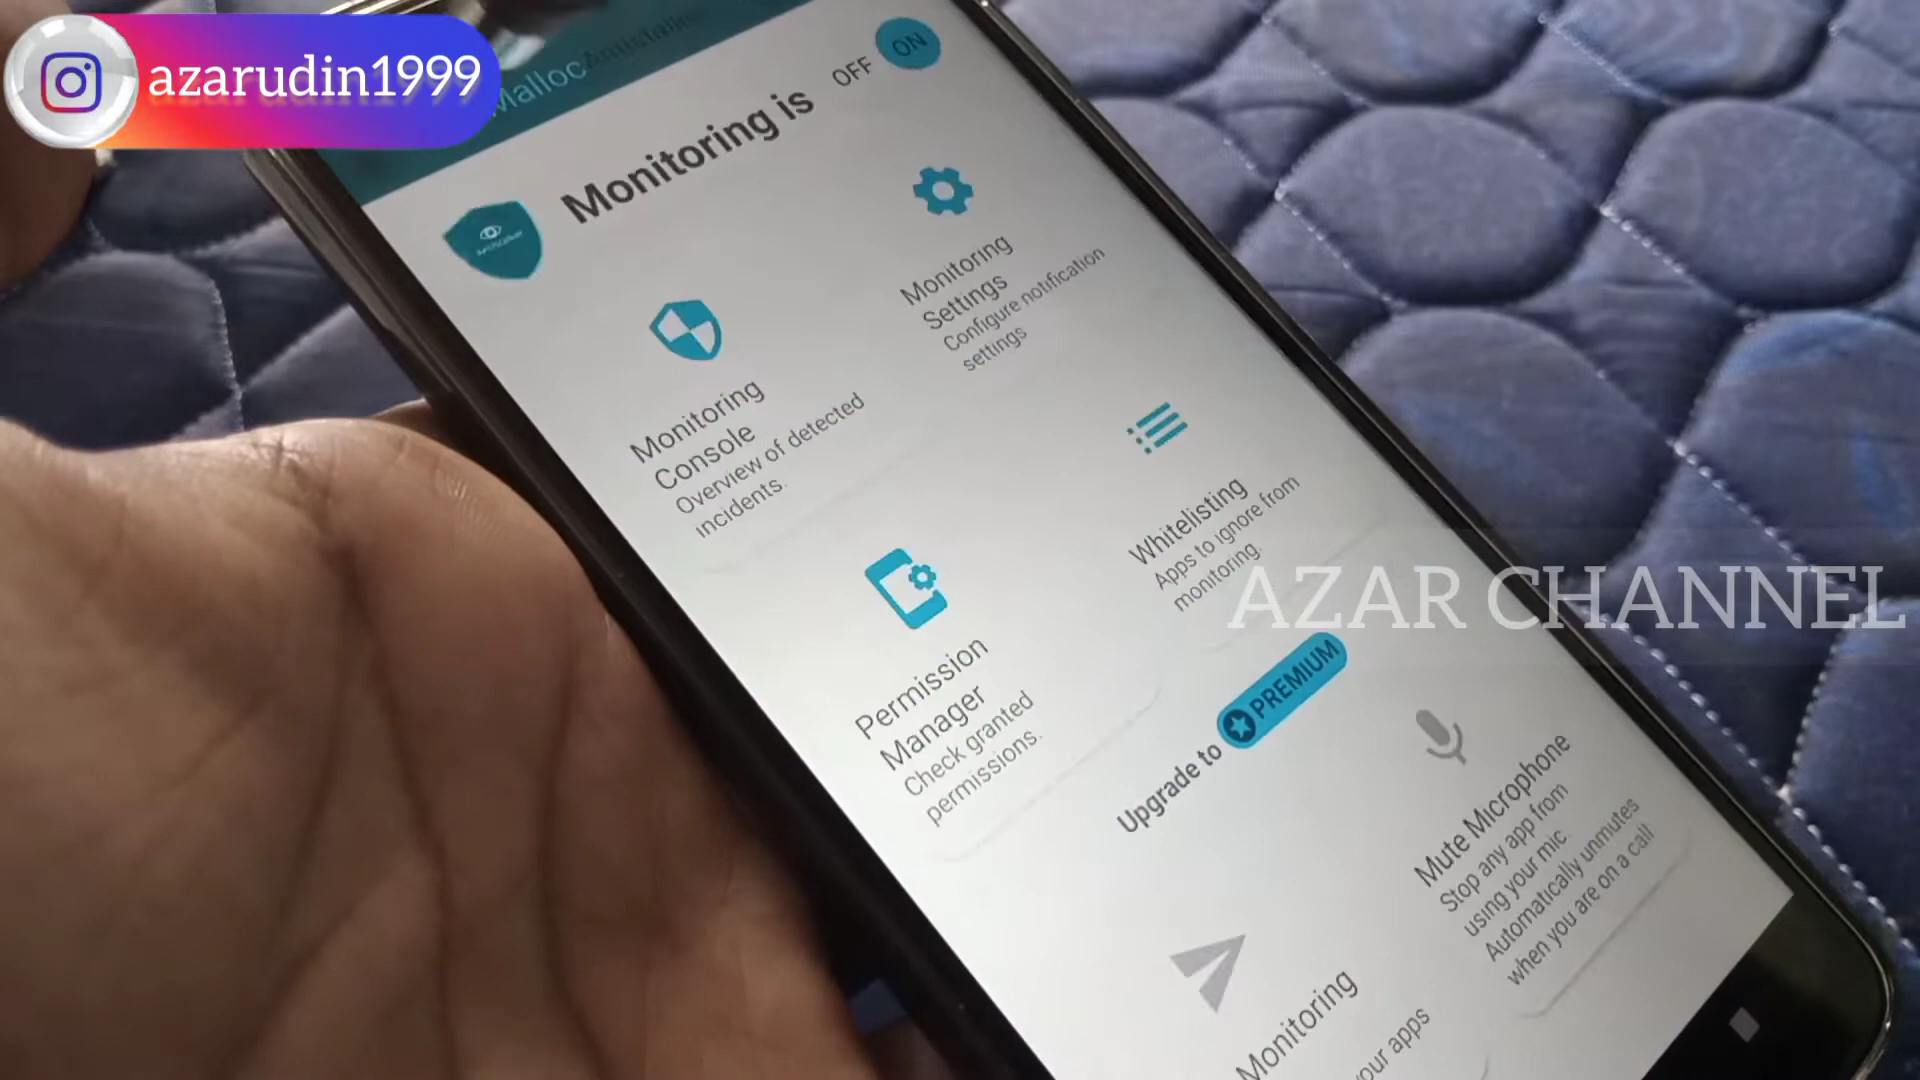 azarudin1999
Malloc Antistalker
Monitoring is
OFF
ON
Monitoring
Console
Overview of detected
incidents.
Monitoring
Settings
Configure notification
settings
Permission
Manager
Check granted
permissions.
Whitelisting
Apps to ignore from
monitoring.
AZAR CHANNEL
Upgrade to
PREMIUM
Mute Microphone
Stop any app from
using your mic.
Automatically unmutes
when you are on a call
Monitoring
your apps